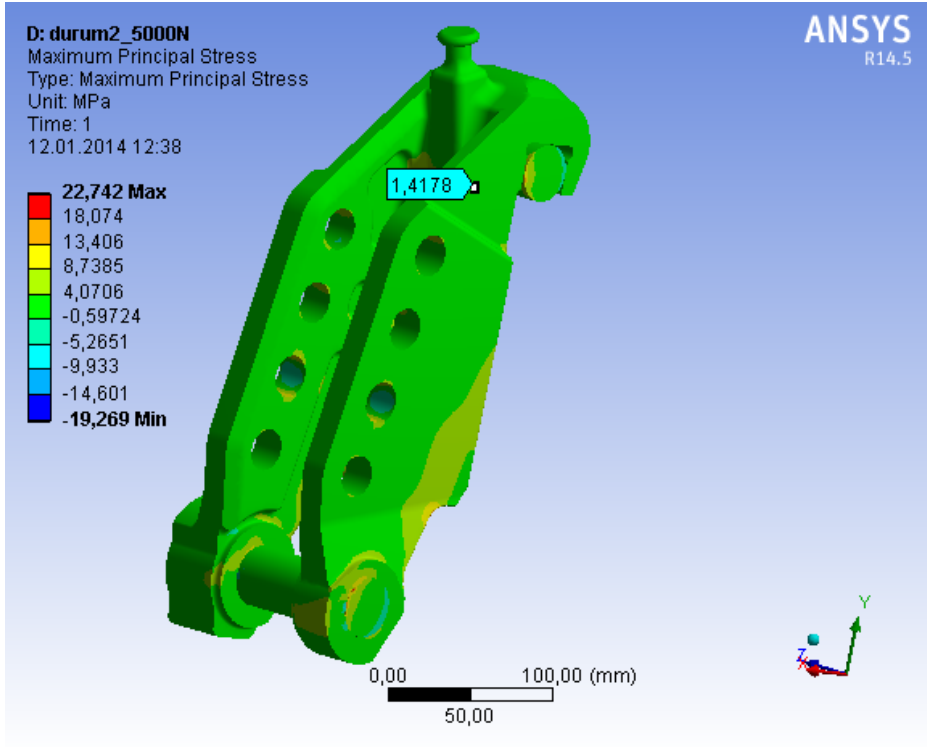 D: durum2_5000N
Maximum Principal Stress
Type: Maximum Principal Stress
Unit: MPa
Time: 1
12.01.2014 12:38
ANSYS
R14.5
22,742 Max
18,074
13,406
8,7385
4,0706
-0,59724
-5,2651
-9,933
-14,601
-19,269 Min
1,4178
0,00
100,00 (mm)
50,00
Y
Z
X